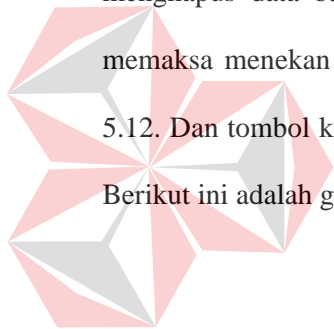 menghapus data
memaksa menekan
5.12. Dan tombol k
Berikut ini adalah g